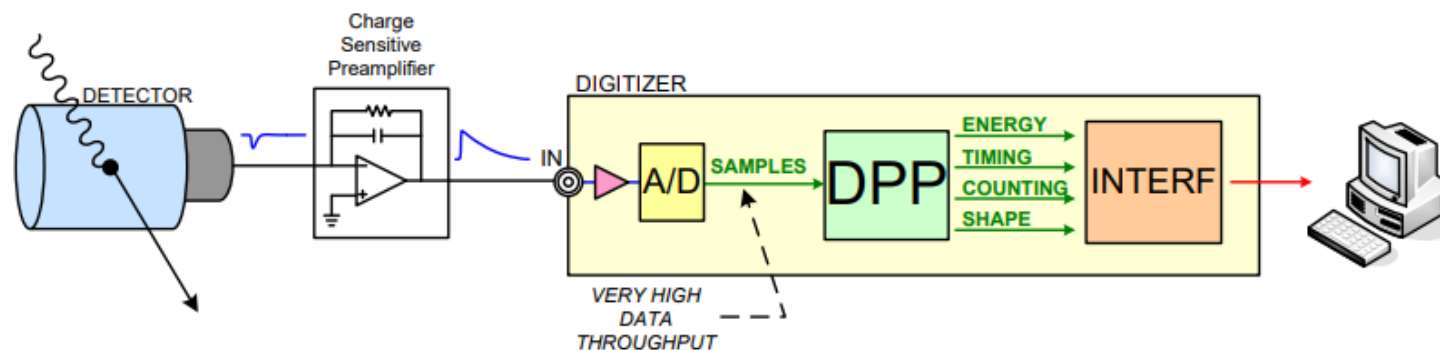 Charge
Sensitive
Preamplifier
DETECTOR
DIGITIZER
IN
A/D
SAMPLES
DPP
ENERGY
TIMING
COUNTING
SHAPE
INTERF
VERY HIGH
DATA
THROUGHPUT